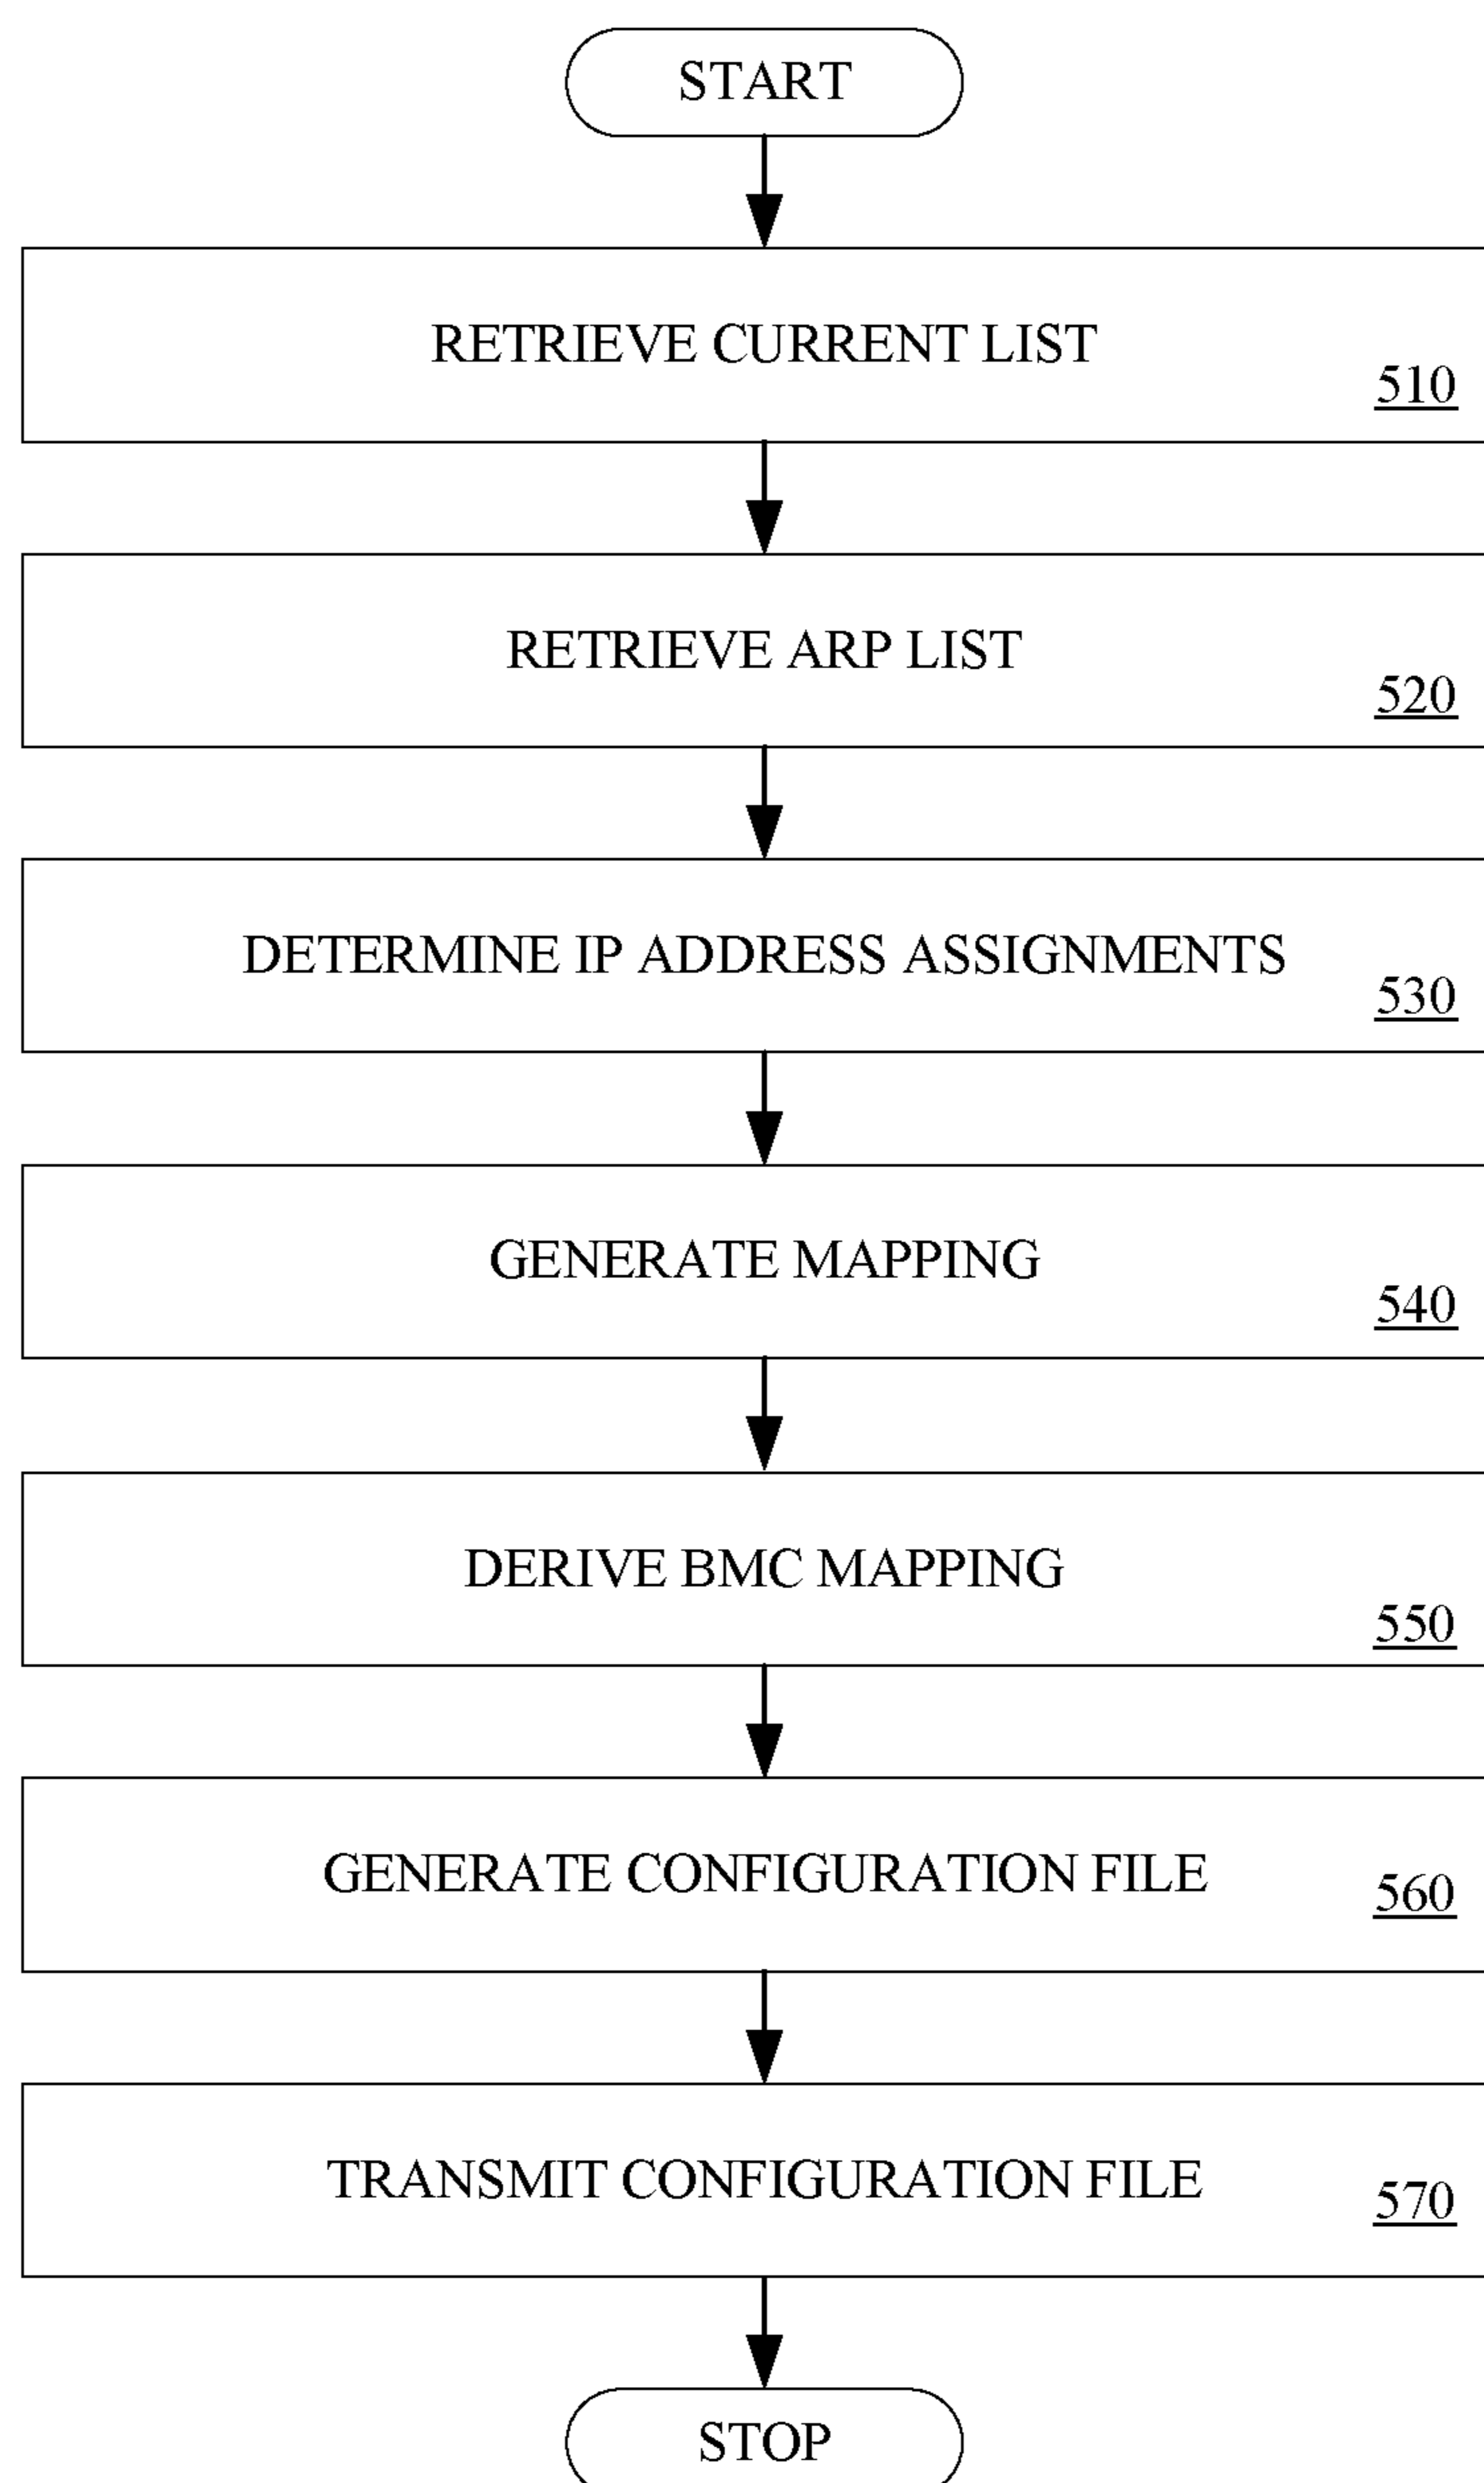 START
RETRIEVE CURRENT LIST
510
RETRIEVE ARP LIST
520
DETERMINE IP ADDRESS ASSIGNMENTS
530
GENERATE MAPPING
540
DERIVE BMC MAPPING
550
GENERATE CONFIGURATION FILE
560
TRANSMIT CONFIGURATION FILE
570
STOP